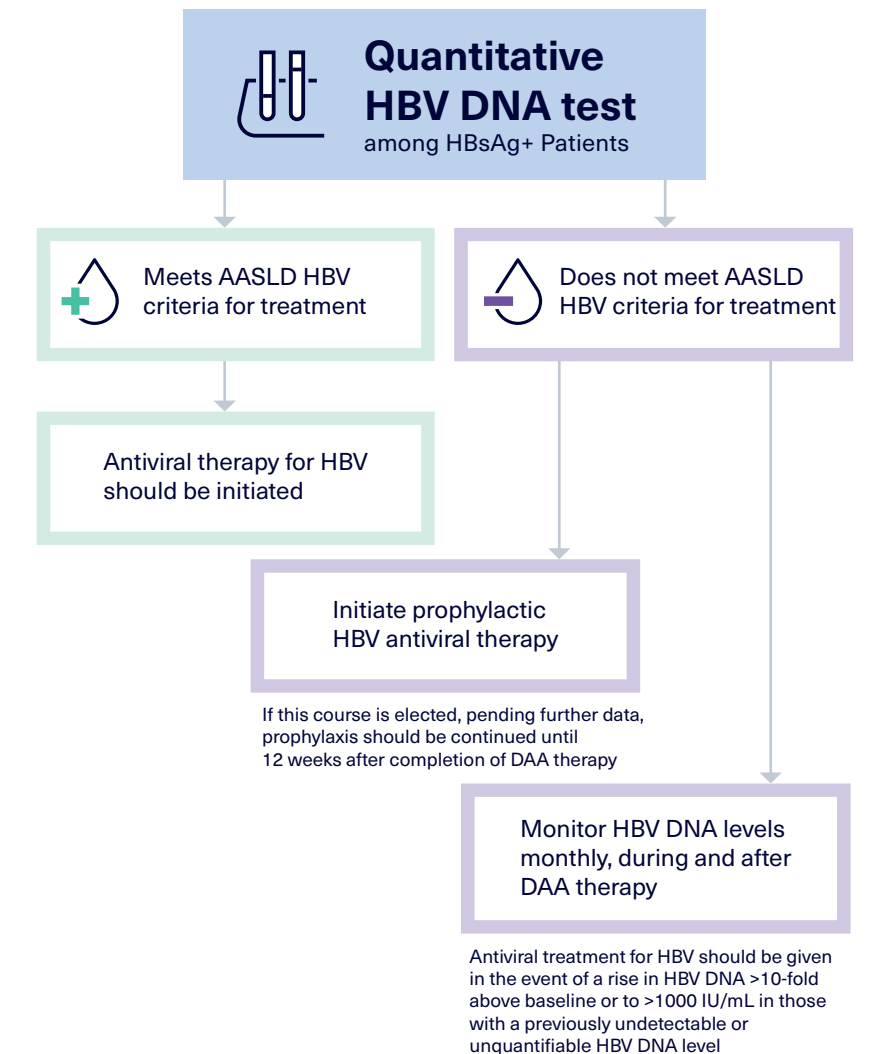 Quantitative
HBV DNA test
among HBsAg+ Patients
Meets AASLD HBV
criteria for treatment
Does not meet AASLD
HBV criteria for treatment
Antiviral therapy for HBV
should be initiated
Initiate prophylactic
HBV antiviral therapy
If this course is elected, pending further data,
prophylaxis should be continued until
12 weeks after completion of DAA therapy
Monitor HBV DNA levels
monthly, during and after
DAA therapy
Antiviral treatment for HBV should be given
in the event of a rise in HBV DNA >10-fold
above baseline or to >1000 IU/mL in those
with a previously undetectable or
unquantifiable HBV DNA level